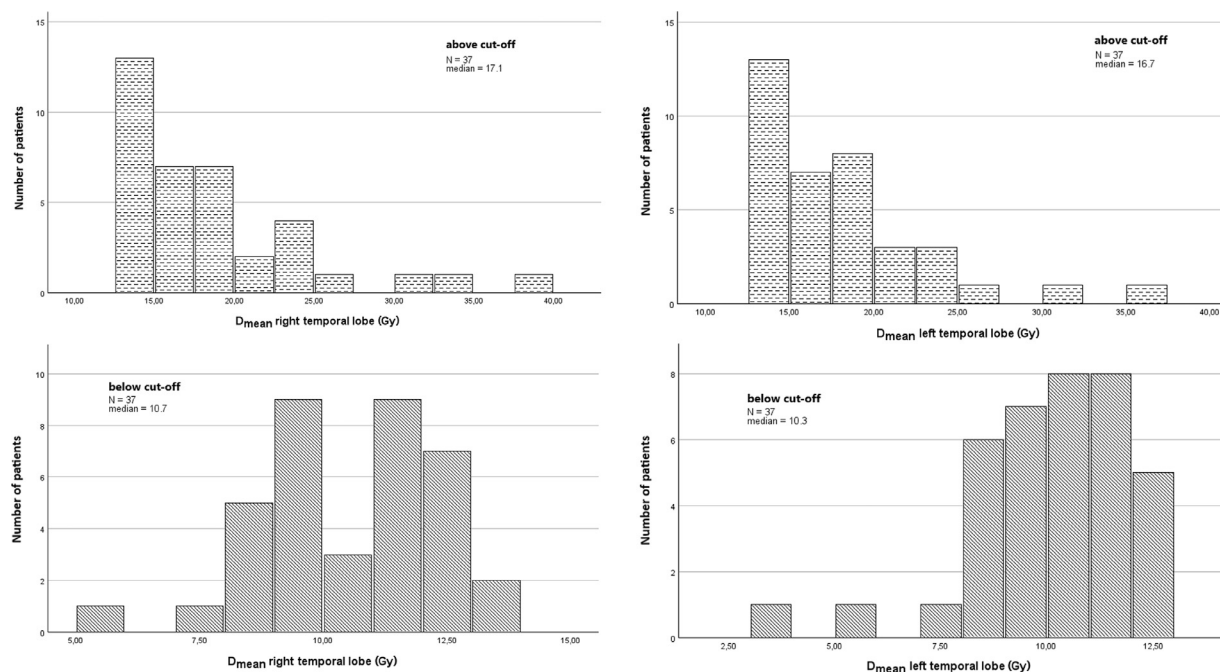 15
10
5
0
Number of patients
above cut-off
N = 37
median = 17.1
10,00 15,00 20,00 25,00 30,00 35,00 40,00
Dmean right temporal lobe (Gy)
15
10
5
0
Number of patients
above cut-off
N = 37
median = 16.7
10,00 15,00 20,00 25,00 30,00 35,00 40,00
Dmean left temporal lobe (Gy)
10
8
6
4
2
0
Number of patients
below cut-off
N = 37
median = 10.7
5,00 7,50 10,00 12,50 15,00
Dmean right temporal lobe (Gy)
8
6
4
2
0
Number of patients
below cut-off
N = 37
median = 10.3
2,50 5,00 7,50 10,00 12,50
Dmean left temporal lobe (Gy)